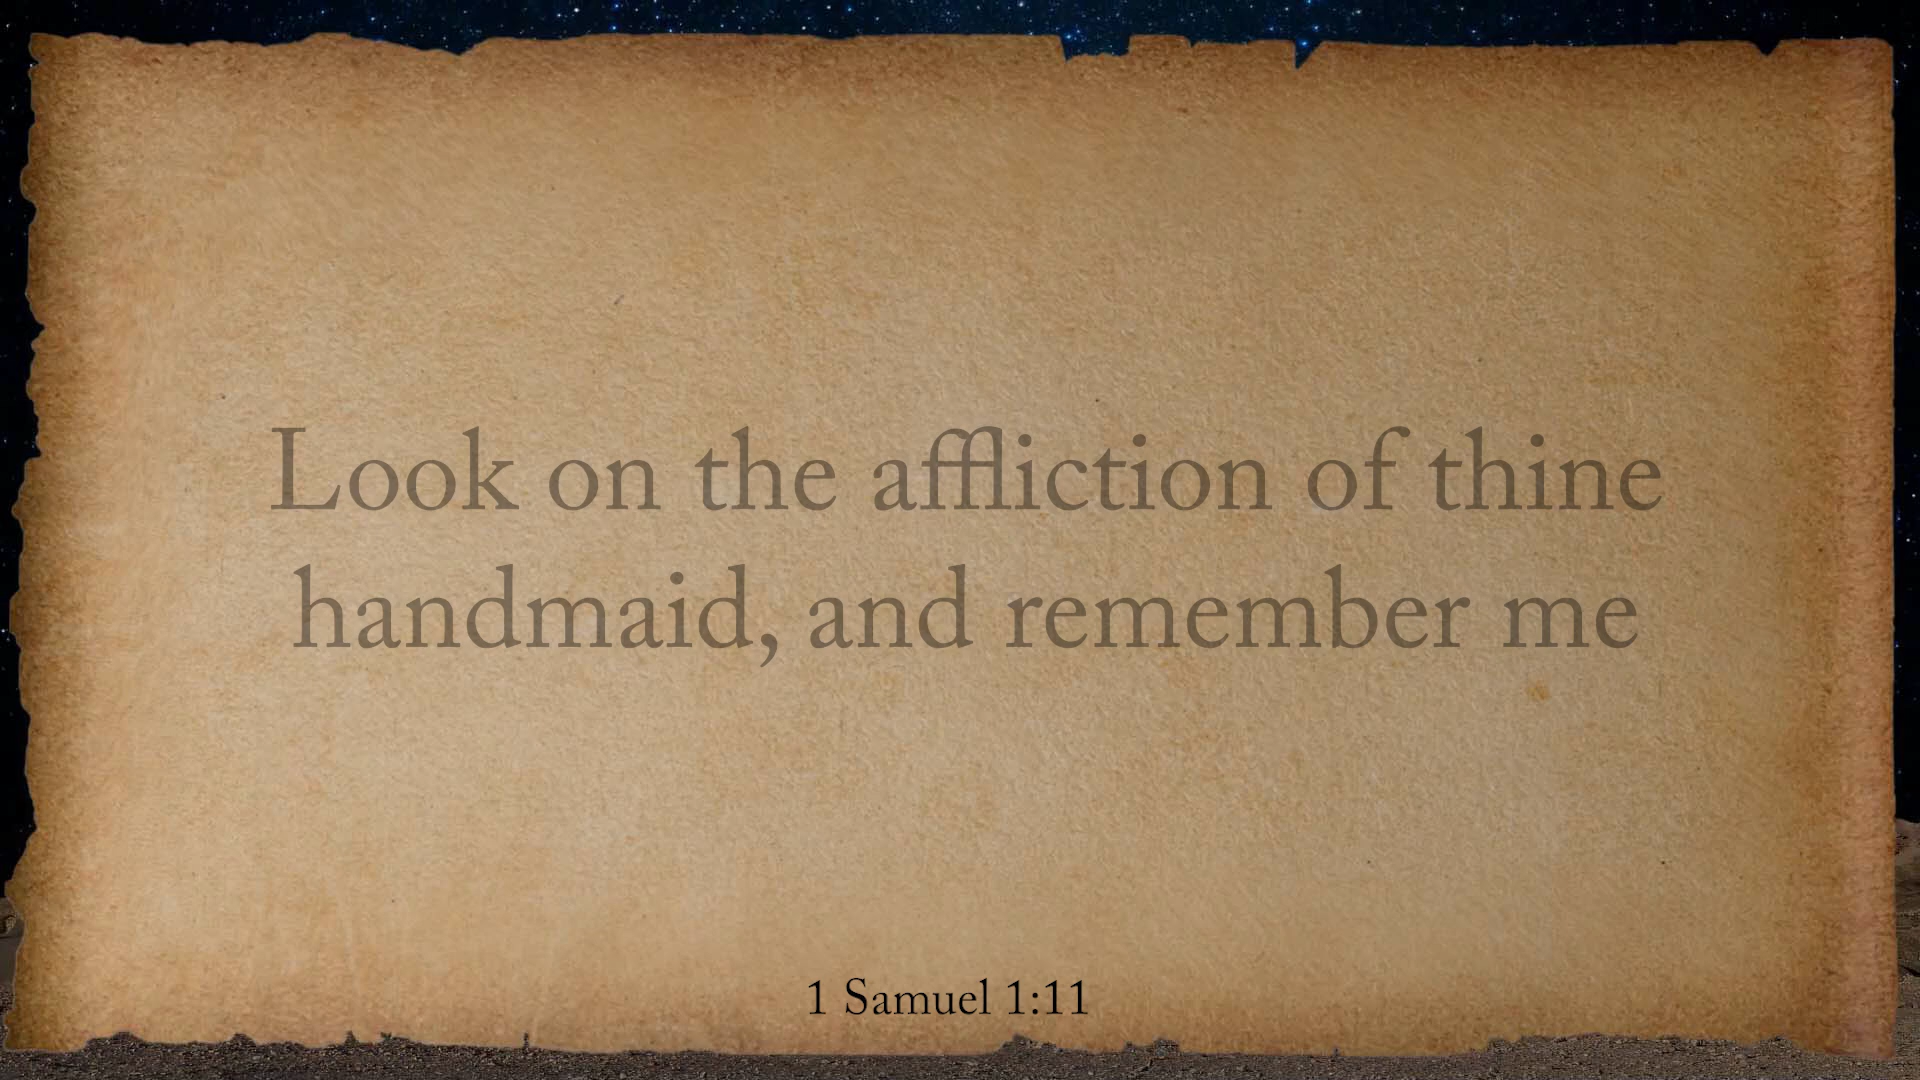 Look on the affliction of thine
handmaid, and remember me
1 Samuel 1:11